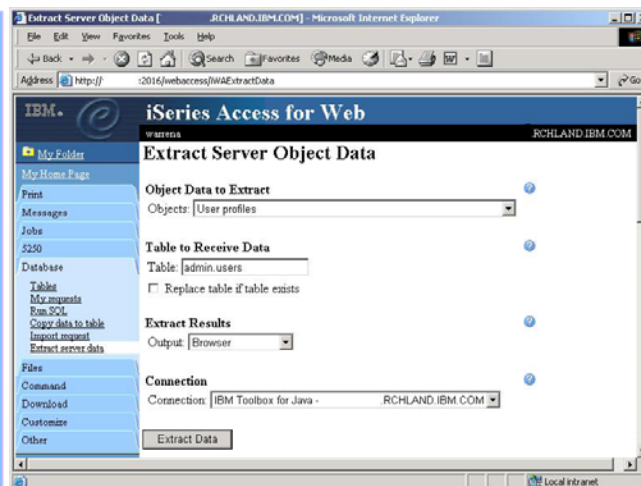 Extract Server Object Data [ .RCHLAND.IBM.COM] - Microsoft Internet Explorer
File Edit View Favorites Tools Help
Back Search Favorites Media
Address http:// :2016/webaccess/iWAExtractData Go
IBM. iSeries Access for Web
warrena .RCHLAND.IBM.COM
My Folder
My Home Page
Print
Messages
Jobs
5250
Database
Tables
My requests
Run SQL
Copy data to table
Import request
Extract server data
Files
Command
Download
Customize
Other
Extract Server Object Data
Object Data to Extract
Objects: User profiles
Table to Receive Data
Table: admin.users
Replace table if table exists
Extract Results
Output: Browser
Connection
Connection: IBM Toolbox for Java - .RCHLAND.IBM.COM
Extract Data
Local intranet